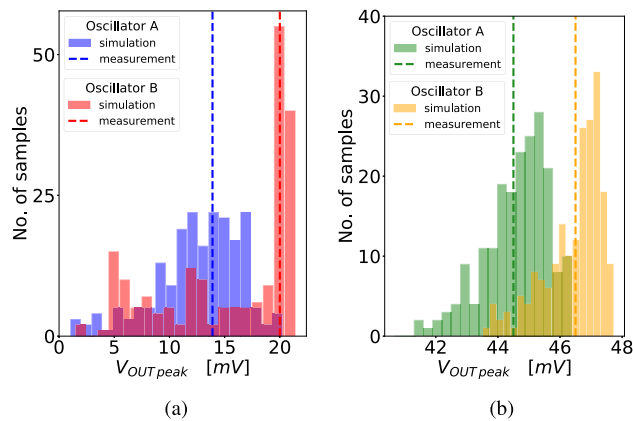 Oscillator A
simulation
measurement
Oscillator B
simulation
measurement
No. of samples
50
25
0
0 5 10 15 20
V_OUT peak [mV]
(a)
Oscillator A
simulation
measurement
Oscillator B
simulation
measurement
No. of samples
40
30
20
10
0
42 44 46 48
V_OUT peak [mV]
(b)